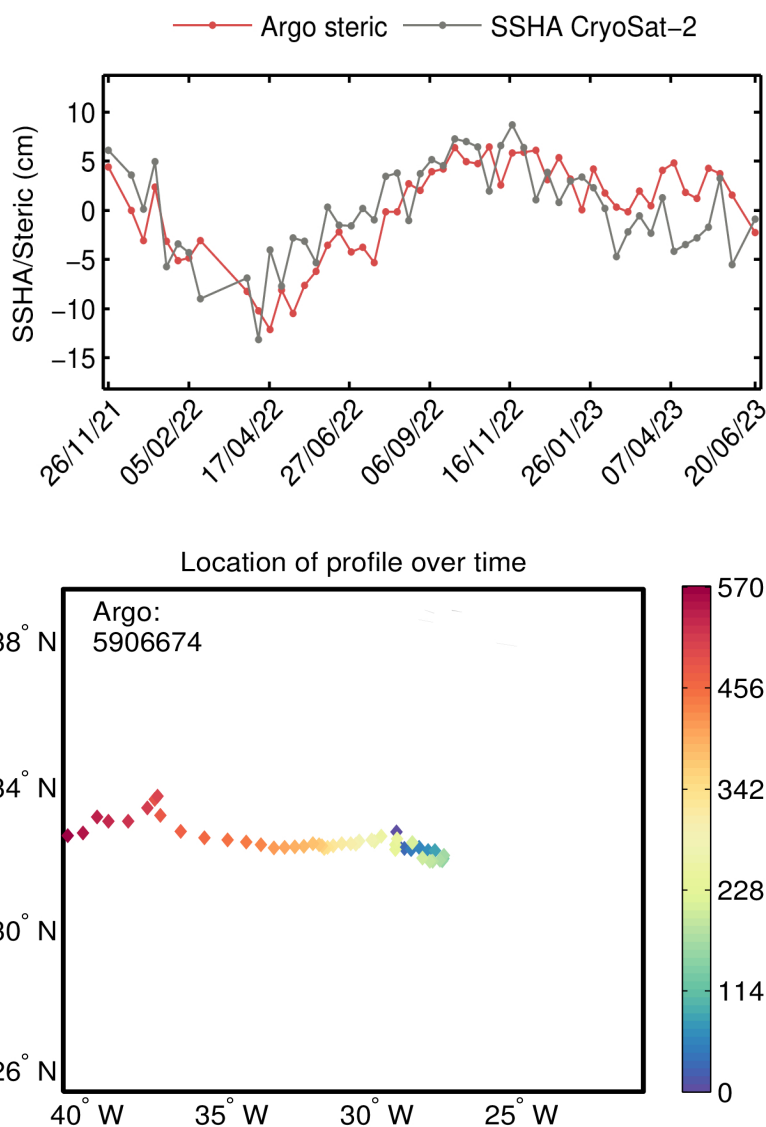 Argo steric SSHA CryoSat−2
SSHA/Steric (cm)
10
5
0
−5
−10
−15
26/11/21 05/02/22 17/04/22 27/06/22 06/09/22 16/11/22 26/01/23 07/04/23 20/06/23
Location of profile over time
Argo:
5906674
38° N
34° N
30° N
26° N
40° W 35° W 30° W 25° W
570
456
342
228
114
0